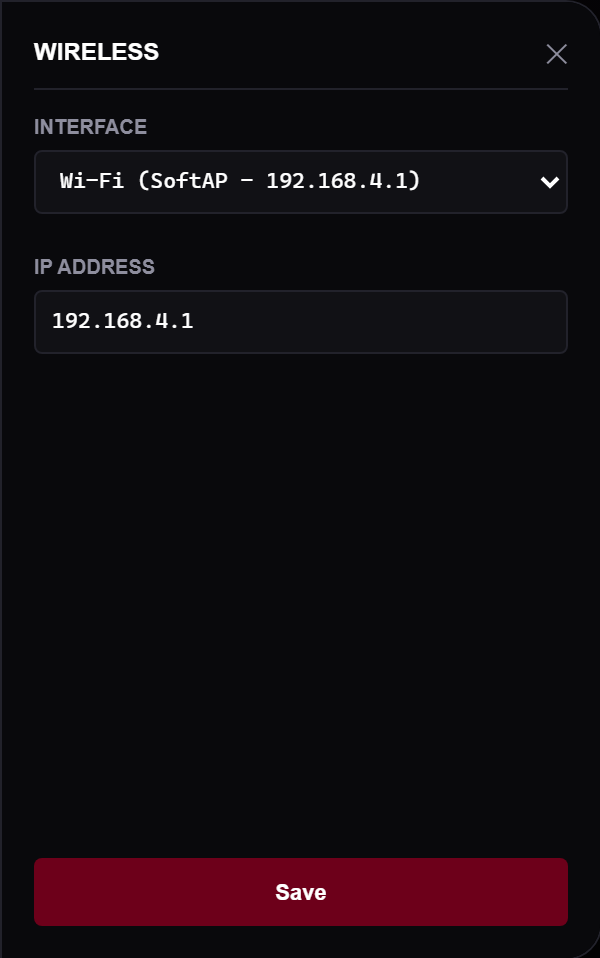 WIRELESS
INTERFACE
Wi-Fi (SoftAP - 192.168.4.1)
IP ADDRESS
192.168.4.1
Save